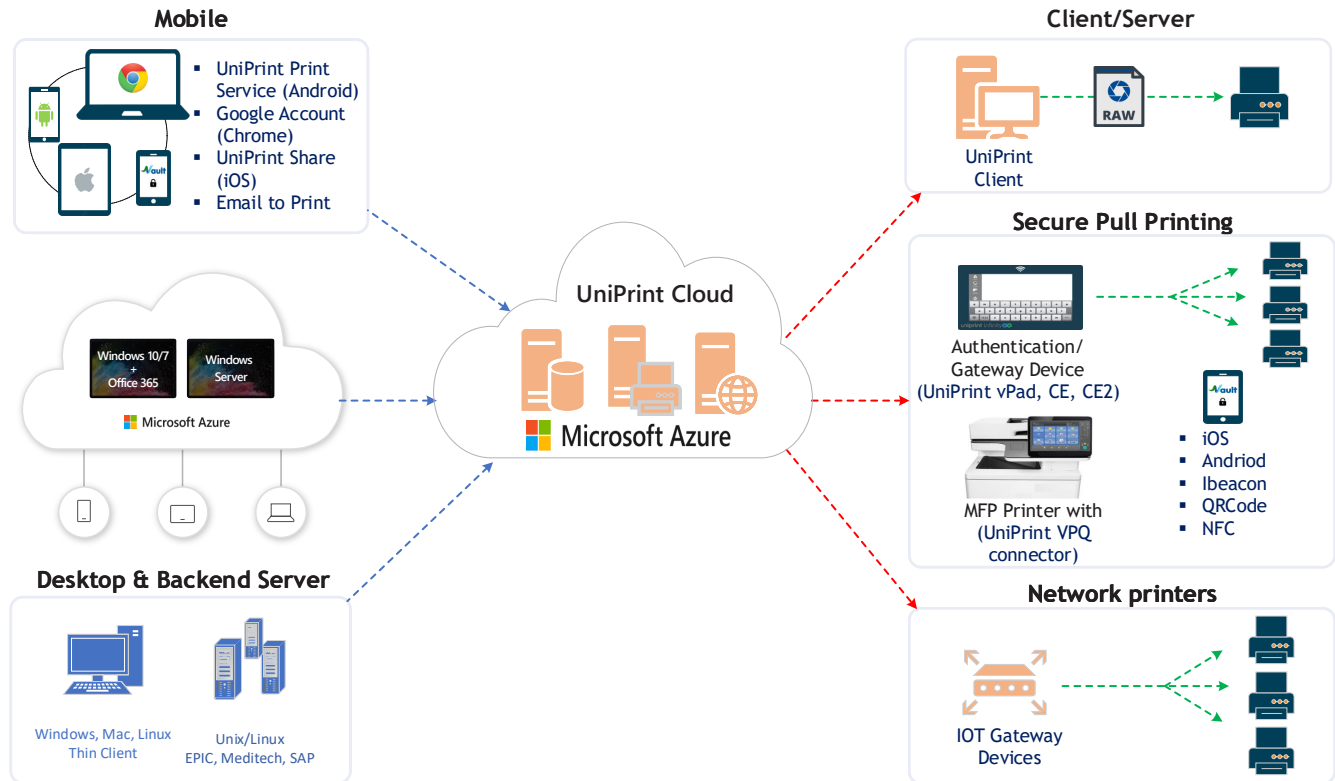 Mobile
UniPrint Print
Service (Android)
Google Account
(Chrome)
UniPrint Share
(iOS)
Email to Print
Vault
Windows 10/7
+
Office 365
Windows
Server
Microsoft Azure
Desktop & Backend Server
Windows, Mac, Linux
Thin Client
Unix/Linux
EPIC, Meditech, SAP
UniPrint Cloud
Microsoft Azure
Client/Server
UniPrint
Client
RAW
Secure Pull Printing
uniprint infinity
Authentication/
Gateway Device
(UniPrint vPad, CE, CE2)
MFP Printer with
(UniPrint VPQ
connector)
Vault
iOS
Andriod
Ibeacon
QRCode
NFC
Network printers
IOT Gateway
Devices